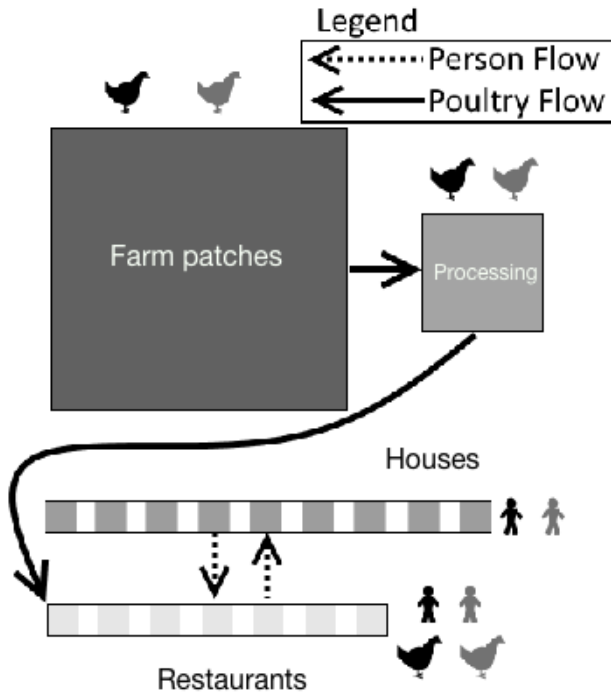 Legend
Person Flow
Poultry Flow
Farm patches
Processing
Houses
Restaurants